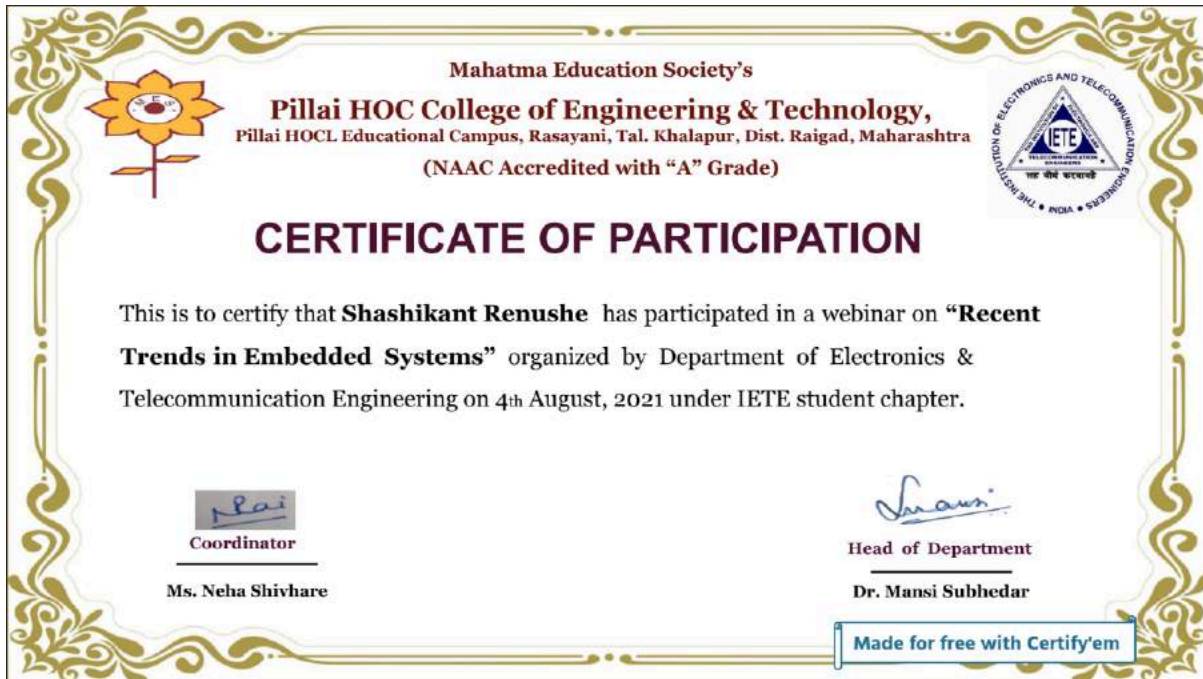 Mahatma Education Society's
Pillai HOC College of Engineering & Technology,
Pillai HOCL Educational Campus, Rasayani, Tal. Khalapur, Dist. Raigad, Maharashtra
(NAAC Accredited with “A” Grade)
M.E.S.
THE INSTITUTION OF ELECTRONICS AND TELECOMMUNICATION ENGINEERS • INDIA •
IETE
TELECOMMUNICATION
ENGINEERS
CERTIFICATE OF PARTICIPATION
This is to certify that Shashikant Renushe has participated in a webinar on “Recent
Trends in Embedded Systems” organized by Department of Electronics &
Telecommunication Engineering on 4th August, 2021 under IETE student chapter.
Coordinator
Ms. Neha Shivhare
Head of Department
Dr. Mansi Subhedar
Made for free with Certify'em